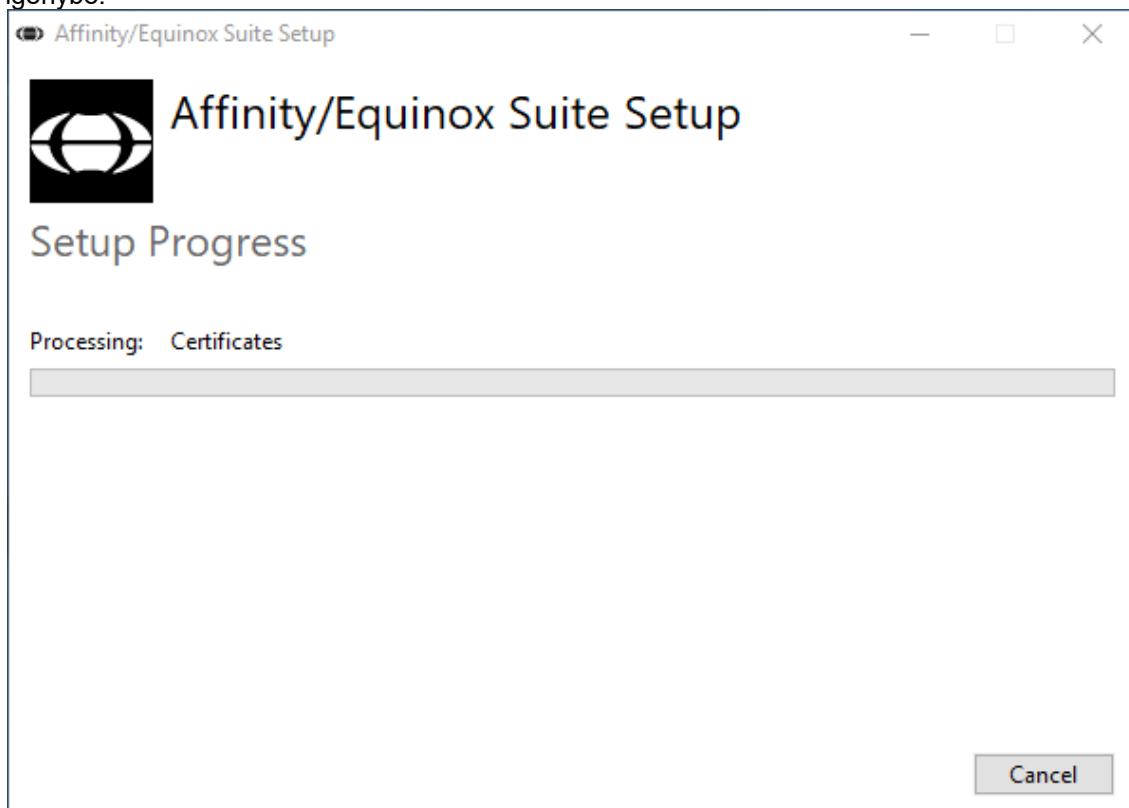 Affinity/Equinox Suite Setup
Affinity/Equinox Suite Setup
Setup Progress
Processing: Certificates
Cancel